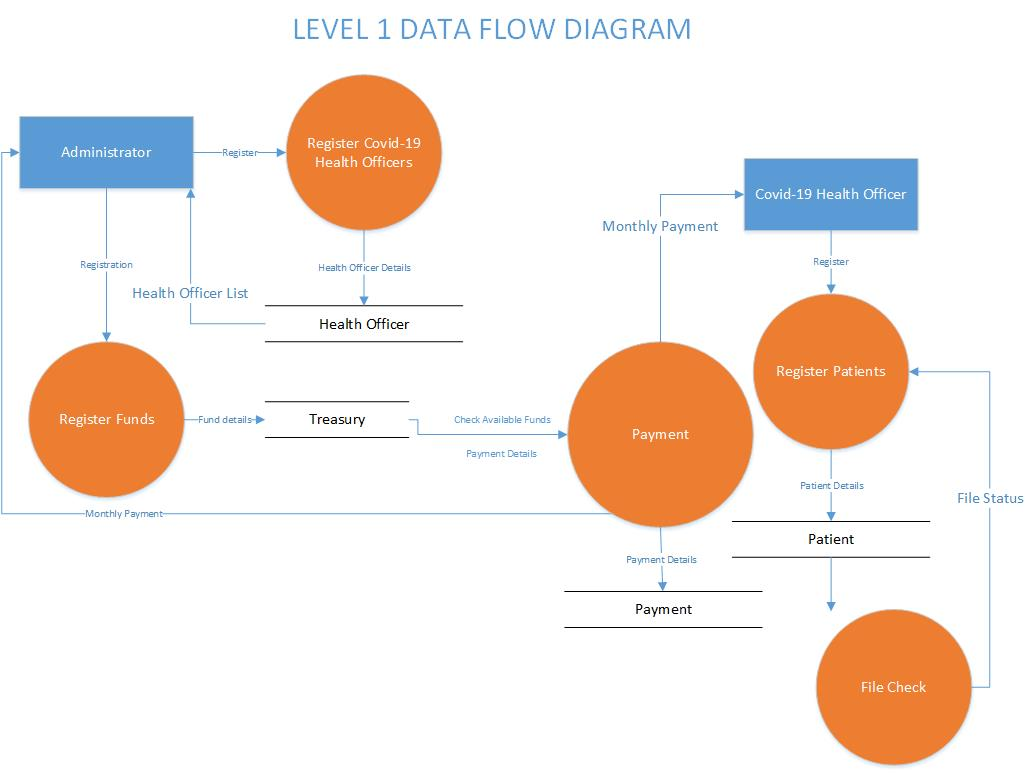 LEVEL 1 DATA FLOW DIAGRAM
Administrator
Register
Register Covid-19
Health Officers
Covid-19 Health Officer
Monthly Payment
Registration
Health Officer Details
Register
Health Officer List
Health Officer
Register Patients
Register Funds
Fund details
Treasury
Check Available Funds
Payment Details
Payment
Patient Details
File Status
Monthly Payment
Patient
Payment Details
Payment
File Check